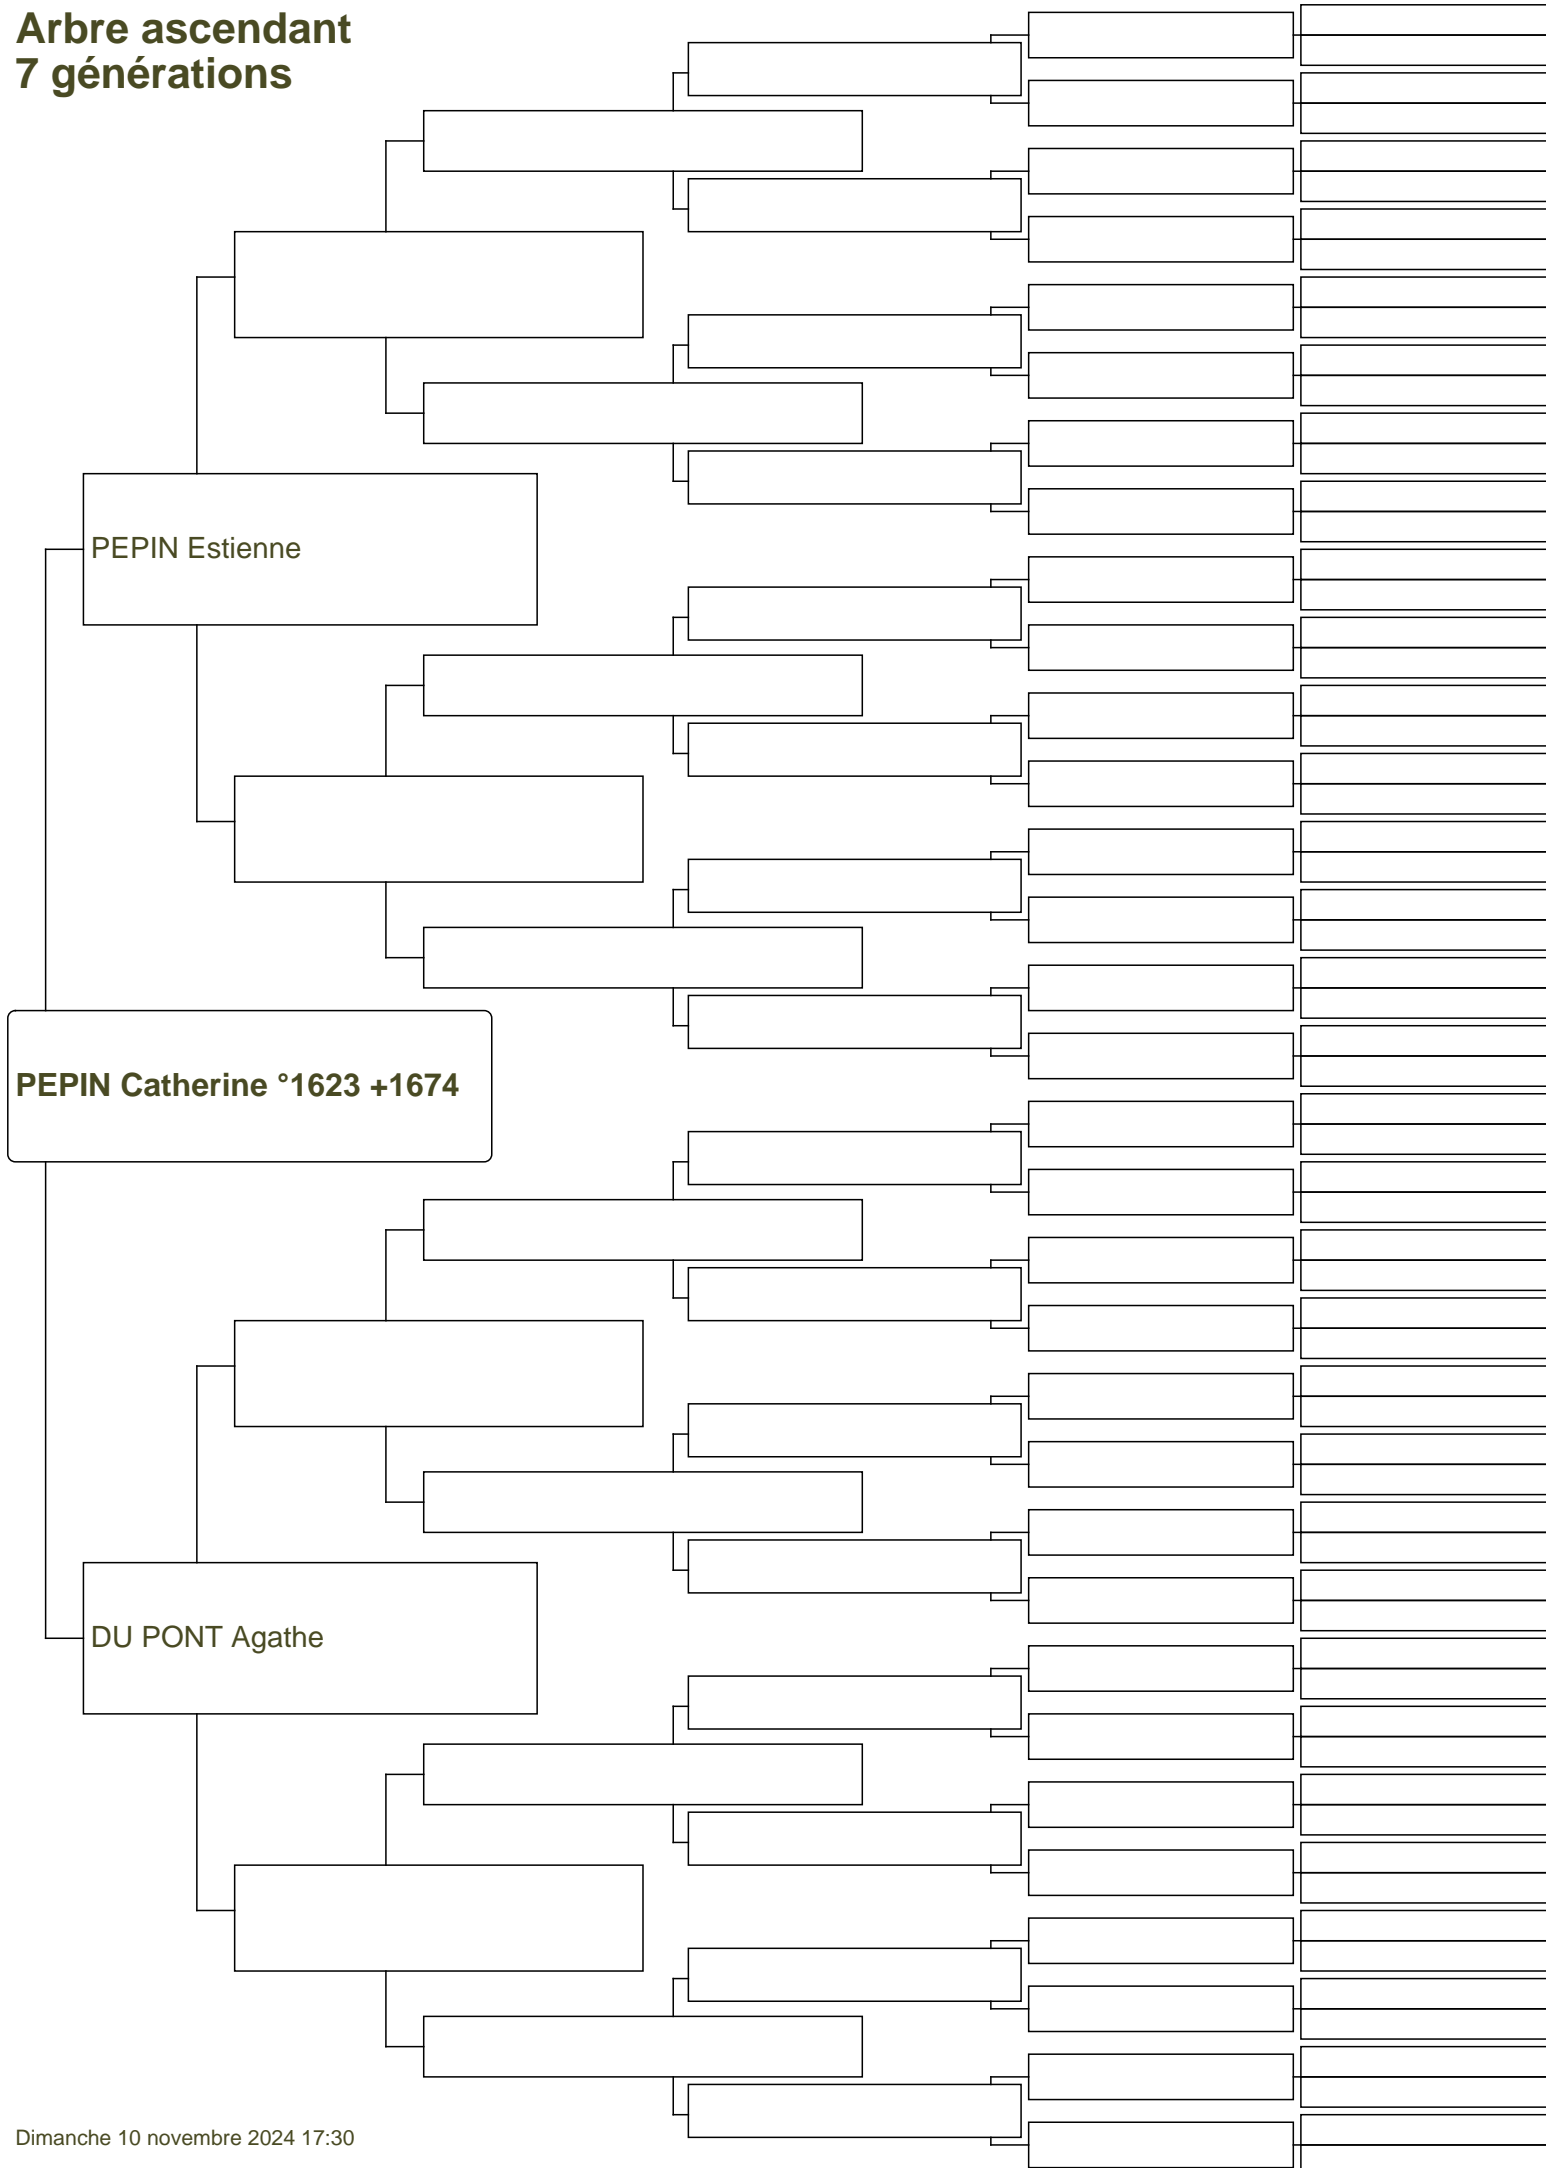 Arbre ascendant
7 générations
PEPIN Estienne
PEPIN Catherine °1623 +1674
DU PONT Agathe
Dimanche 10 novembre 2024 17:30